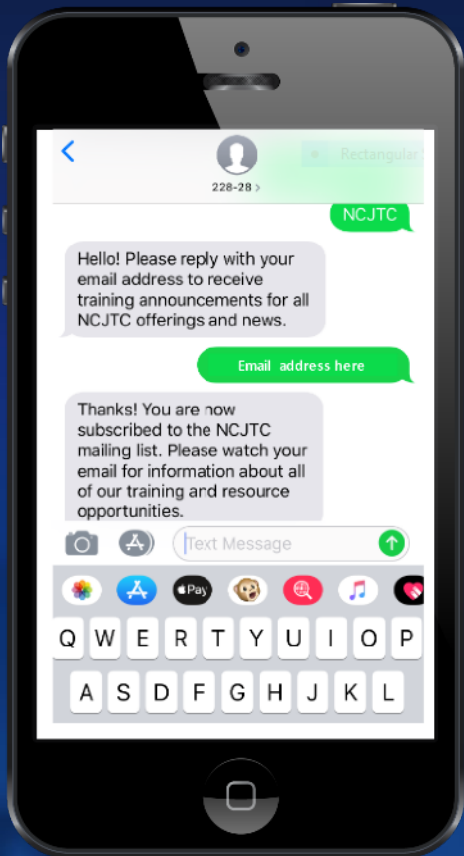 Rectangular S
228-28 >
NCJTC
Hello! Please reply with your
email address to receive
training announcements for all
NCJTC offerings and news.
Email address here
Thanks! You are now
subscribed to the NCJTC
mailing list. Please watch your
email for information about all
of our training and resource
opportunities.
Text Message
Pay
Q W E R T Y U I O P
A S D F G H J K L